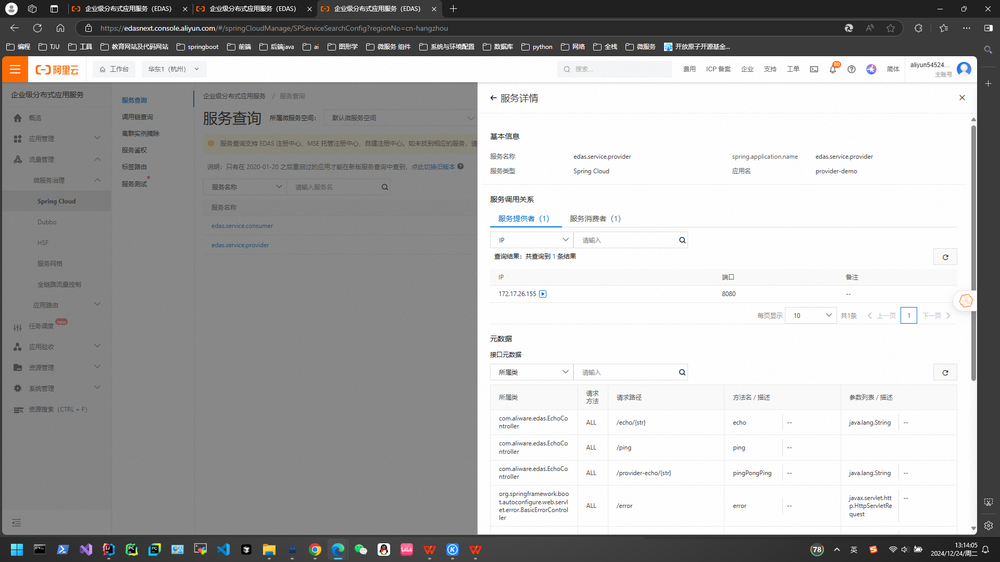 企业级分布式应用服务（EDAS）
企业级分布式应用服务（EDAS）
企业级分布式应用服务（EDAS）
https://edasnext.console.aliyun.com/#/springCloudManage/SPServiceSearchConfig?regionNo=cn-hangzhou
编程 TJU 工具 教育网站及代码网站 springboot 前端 后端java ai 图形学 微服务 组件 系统与环境配置 数据库 python 网络 全栈 微服务 开放原子开源基金...
阿里云 工作台 华东1（杭州） 搜索... 费用 ICP 备案 企业 支持 工单 80 简体 aliyun54524...
主账号
企业级分布式应用服务
概览
应用管理
流量管理
微服务治理
Spring Cloud
Dubbo
HSF
服务网格
全链路流量控制
应用路由
任务调度 new
应用验收
资源管理
系统管理
资源搜索（CTRL + F）
服务查询
调用链查询
离群实例摘除
服务鉴权
标签路由
服务测试
企业级分布式应用服务 / 服务查询
服务查询 所属微服务空间： 默认微服务空间
服务查询支持 EDAS 注册中心、MSE 托管注册中心、自建注册中心。如未找到相应的服务，请
说明：只有在 2020-01-20 之后重启过的应用才能在新版服务查询中查到，点此切换旧版本
服务名称 请输入服务名
服务名称
edas.service.consumer
edas.service.provider
服务详情
基本信息
服务名称 edas.service.provider spring.application.name edas.service.provider
服务类型 Spring Cloud 应用名 provider-demo
服务调用关系
服务提供者（1） 服务消费者（1）
IP 请输入
查询结果：共查询到 1 条结果
IP 端口 备注
172.17.26.155 8080 --
每页显示 10 共1条 上一页 1 下一页
元数据
接口元数据
所属类 请输入
所属类 请求方法 请求路径 方法名 / 描述 参数列表 / 描述
com.aliware.edas.EchoController ALL /echo/{str} echo -- java.lang.String --
com.aliware.edas.EchoController ALL /ping ping --
com.aliware.edas.EchoController ALL /provider-echo/{str} pingPongPing -- java.lang.String --
org.springframework.boot.autoconfigure.web.servlet.error.BasicErrorController ALL /error error -- javax.servlet.http.HttpServletRequest --
78 英 13:14:05
2024/12/24/周二